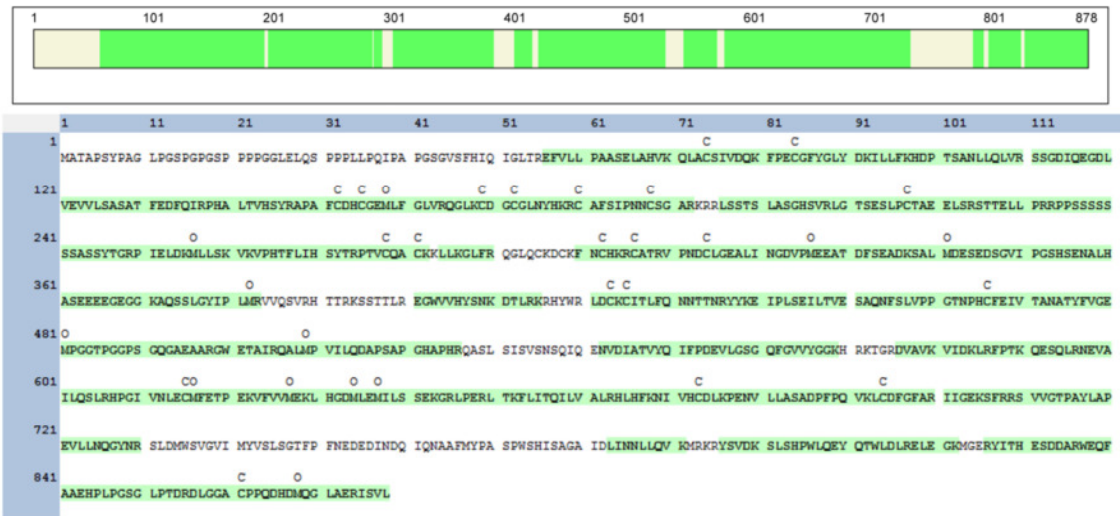 1 101 201 301 401 501 601 701 801 878
1 11 21 31 41 51 61 71 81 91 101 111
C C
1 MATAPSYPAG LPGSPGPGSP PPPGGLELQS PPPLLPQIPA PGSGVSFHIQ IGLTREFVLL PAASELAHVK QLACSIVDQK FPECGFYGLY DKILLFKHDP TSANLLQLVR SSGDIQEGDL
C C O C C C C C
121 VEVVLSASAT FEDFQIRPHA LTVHSYRAPA FCDHCGEMLF GLVRQGLKCD GCGLNYHKRC AFSIPNNCSG ARKRRLSSTS LASGHSVRLG TSESLPCTAE ELSRSTTELL PRRPPSSSSS
O C C C C C O O
241 SSASSYTGRP IELDKMLLSK VKVPHTFLIH SYTRPTVCQA CKKLLKGLFR QGLQCKDCKF NCHKRCATRV PNDCLGEALI NGDVPMEEAT DFSEADKSAL MDESEDSGVI PGSHSENALH
O C C C
361 ASEEEEGEGG KAQSSLGYIP LMRVVQSVRH TTRKSSTTLR EGWVVHYSNK DTLRKRHYWR LDCKCITLFQ NNTTNRYYKE IPLSEILTVE SAQNFSLVPP GTNPHCFEIV TANATYFVGE
O O
481 MPGGTPGGPS GQGAEAARGW ETAIRQALMP VILQDAPSAP GHAPHRQASL SISVSNSQIQ ENVDIATVYQ IFPDEVLGSG QFGVVYGGKH RKTGRDVAVK VIDKLRFPTK QESQLRNEVA
CO O O O C C
601 ILQSLRHPGI VNLECMFETP EKVFVVMEKL HGDMLEMILS SEKGRLPERL TKFLITQILV ALRHLHFKNI VHCDLKPENV LLASADPFPQ VKLCDFGFAR IIGEKSFRRS VVGTPAYLAP
721 EVLLNQGYNR SLDMWSVGVI MYVSLSGTFP FNEDEDINDQ IQNAAFMYPA SPWSHISAGA IDLINNLLQV KMRKRYSVDK SLSHPWLQEY QTWLDLRELE GKMGERYITH ESDDARWEQF
C O
841 AAEHPLPGSG LPTDRDLGGA CPPQDHDMQG LAERISVL